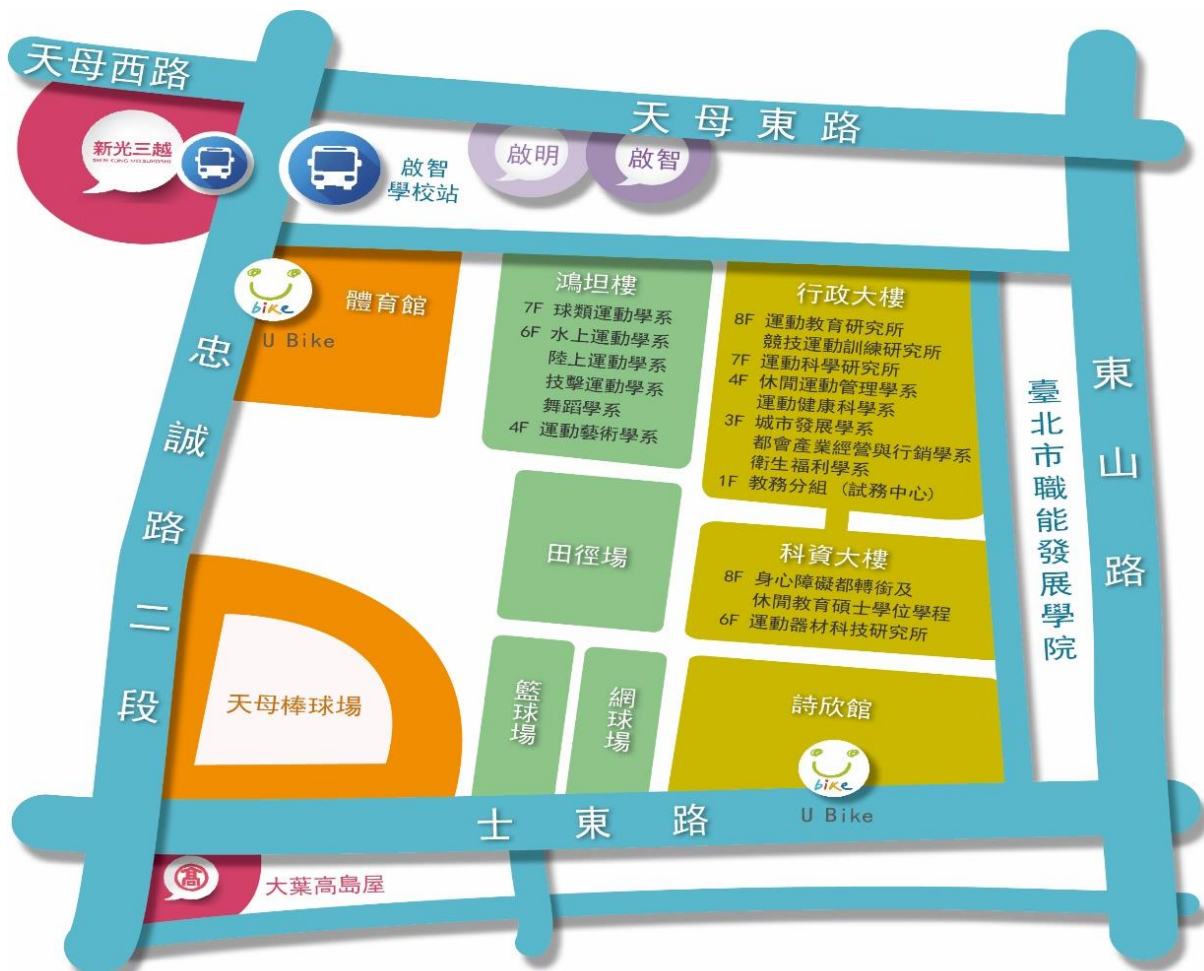 天母西路
天母東路
新光三越
SHIN KONG MITSUKOSHI
啟智
學校站
啟明
啟智
忠誠路二段
bike
U Bike
體育館
鴻坦樓
7F 球類運動學系
6F 水上運動學系
陸上運動學系
技擊運動學系
舞蹈學系
4F 運動藝術學系
行政大樓
8F 運動教育研究所
競技運動訓練研究所
7F 運動科學研究所
4F 休閒運動管理學系
運動健康科學系
3F 城市發展學系
都會產業經營與行銷學系
衛生福利學系
1F 教務分組 (試務中心)
東山路
臺北市職能發展學院
田徑場
科資大樓
8F 身心障礙都轉銜及
休閒教育碩士學位學程
6F 運動器材科技研究所
天母棒球場
籃球場
網球場
詩欣館
bike
U Bike
士東路
髙
大葉高島屋